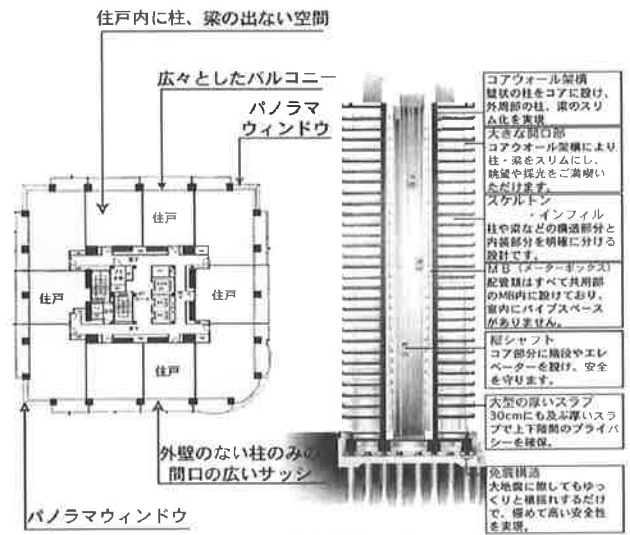 住戸内に柱、梁の出ない空間
広々としたバルコニー
パノラマ
ウィンドウ
住戸
住戸
住戸
住戸
外壁のない柱のみの
間口の広いサッシ
パノラマウィンドウ
コアウォール架構
壁状の柱をコアに設け、
外周部の柱、梁のスリ
ム化を実現
大きな開口部
コアウオール架構により
柱・梁をスリムにし、
眺望や採光をご満喫い
ただけます。
スケルトン
・インフィル
柱や梁などの構造部分と
内装部分を明確に分ける
設計です。
MB（メーターボックス）
配管類はすべて共用部
のMB内に設けており、
室内にパイプスペース
がありません。
縦シャフト
コア部分に階段やエレ
ベーターを設け、安全
を守ります。
大型の厚いスラブ
30cmにも及ぶ厚いスラ
ブで上下階間のプライバ
シーを確保。
免震構造
大地震に際してもゆっ
くりと横揺れするだけ
で、極めて高い安全性
を実現。